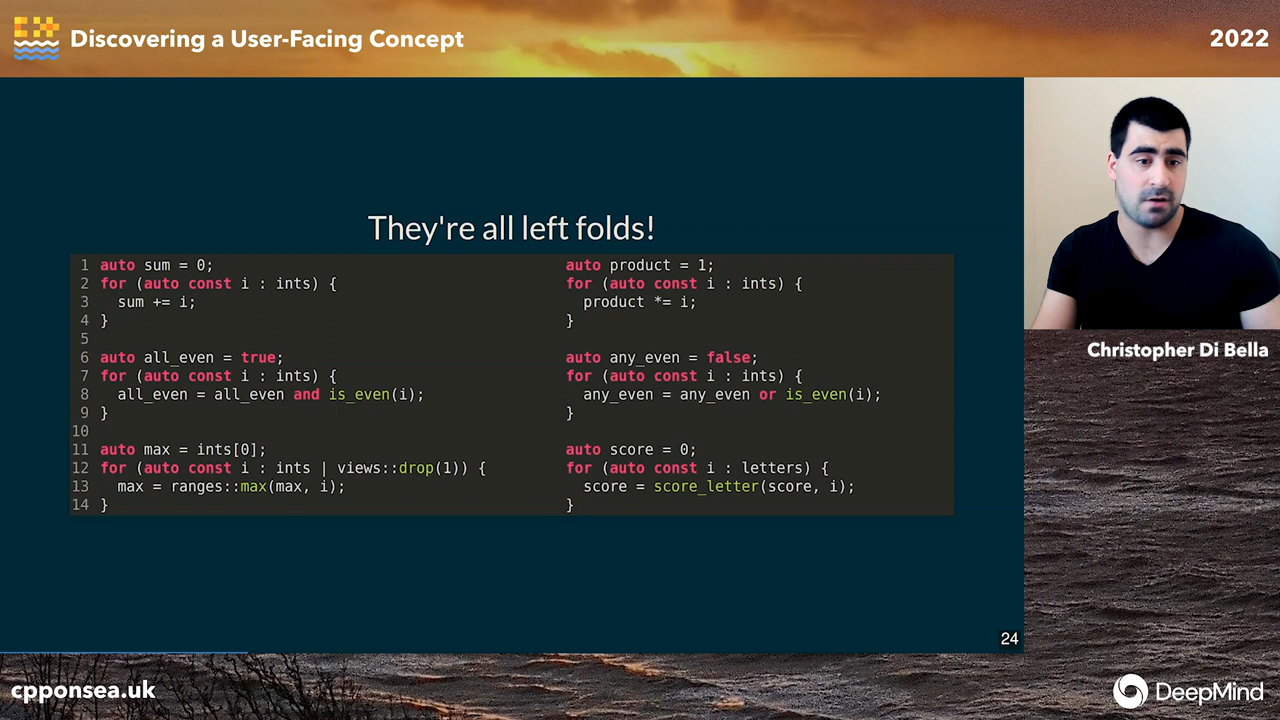 Discovering a User-Facing Concept
2022
They're all left folds!
1 auto sum = 0;
2 for (auto const i : ints) {
3   sum += i;
4 }
5
6 auto all_even = true;
7 for (auto const i : ints) {
8   all_even = all_even and is_even(i);
9 }
10
11 auto max = ints[0];
12 for (auto const i : ints | views::drop(1)) {
13   max = ranges::max(max, i);
14 }
auto product = 1;
for (auto const i : ints) {
  product *= i;
}
auto any_even = false;
for (auto const i : ints) {
  any_even = any_even or is_even(i);
}
auto score = 0;
for (auto const i : letters) {
  score = score_letter(score, i);
}
24
Christopher Di Bella
cpponsea.uk
DeepMind